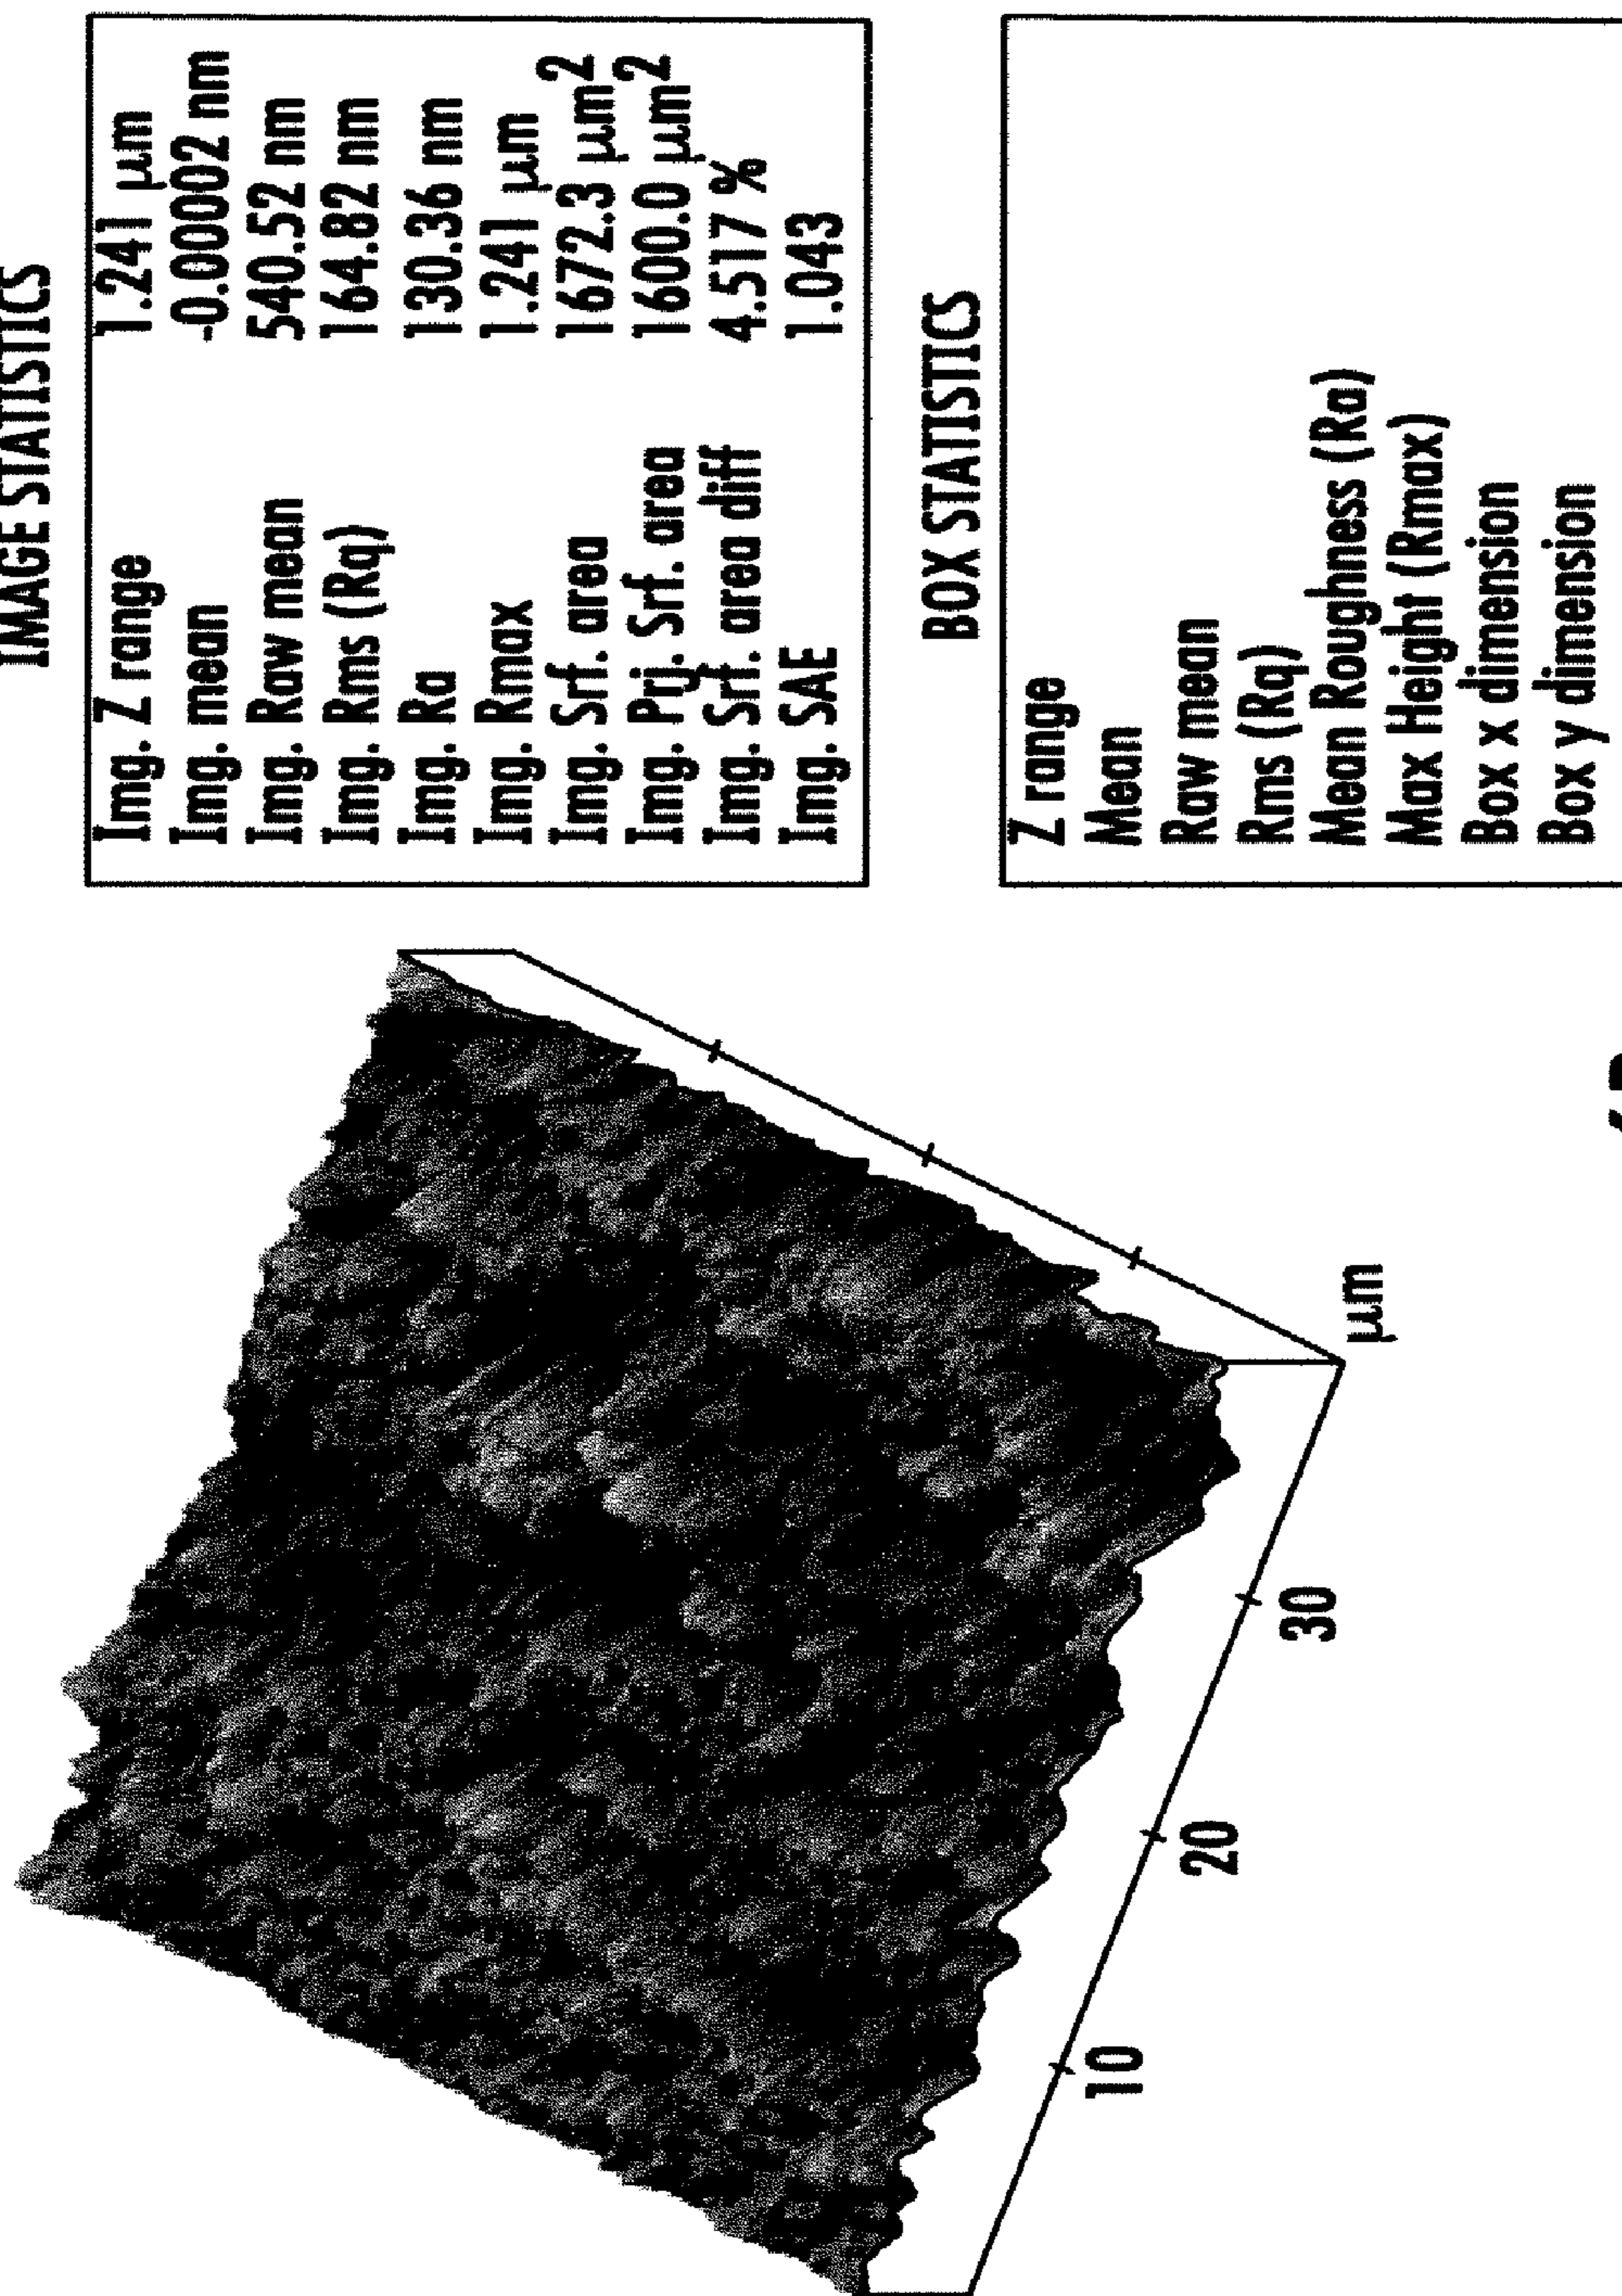 IMAGE STATISTICS
Img. Z range 1.241 μm
Img. mean -0.00002 nm
Img. Raw mean 540.52 nm
Img. Rms (Rq) 164.82 nm
Img. Ra 130.36 nm
Img. Rmax 1.241 μm
Img. Srf. area 1672.3 μm²
Img. Prj. Srf. area 1600.0 μm²
Img. Srf. area diff 4.517 %
Img. SAE 1.043
BOX STATISTICS
Z range
Mean
Raw mean
Rms (Rq)
Mean Roughness (Ra)
Max Height (Rmax)
Box x dimension
Box y dimension
10
20
30
μm